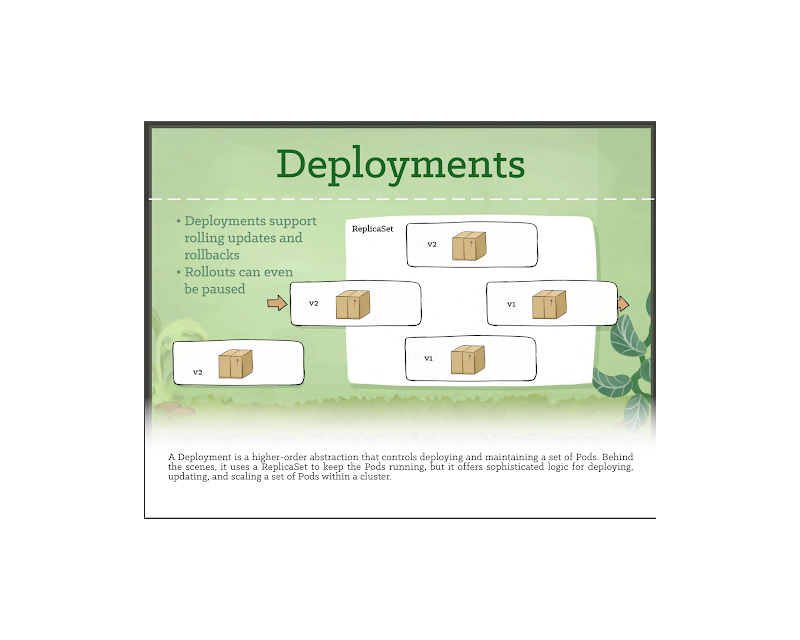 Deployments
• Deployments support
rolling updates and
rollbacks
• Rollouts can even
be paused
ReplicaSet
v2
v2
v1
v1
v2
A Deployment is a higher-order abstraction that controls deploying and maintaining a set of Pods. Behind
the scenes, it uses a ReplicaSet to keep the Pods running, but it offers sophisticated logic for deploying,
updating, and scaling a set of Pods within a cluster.